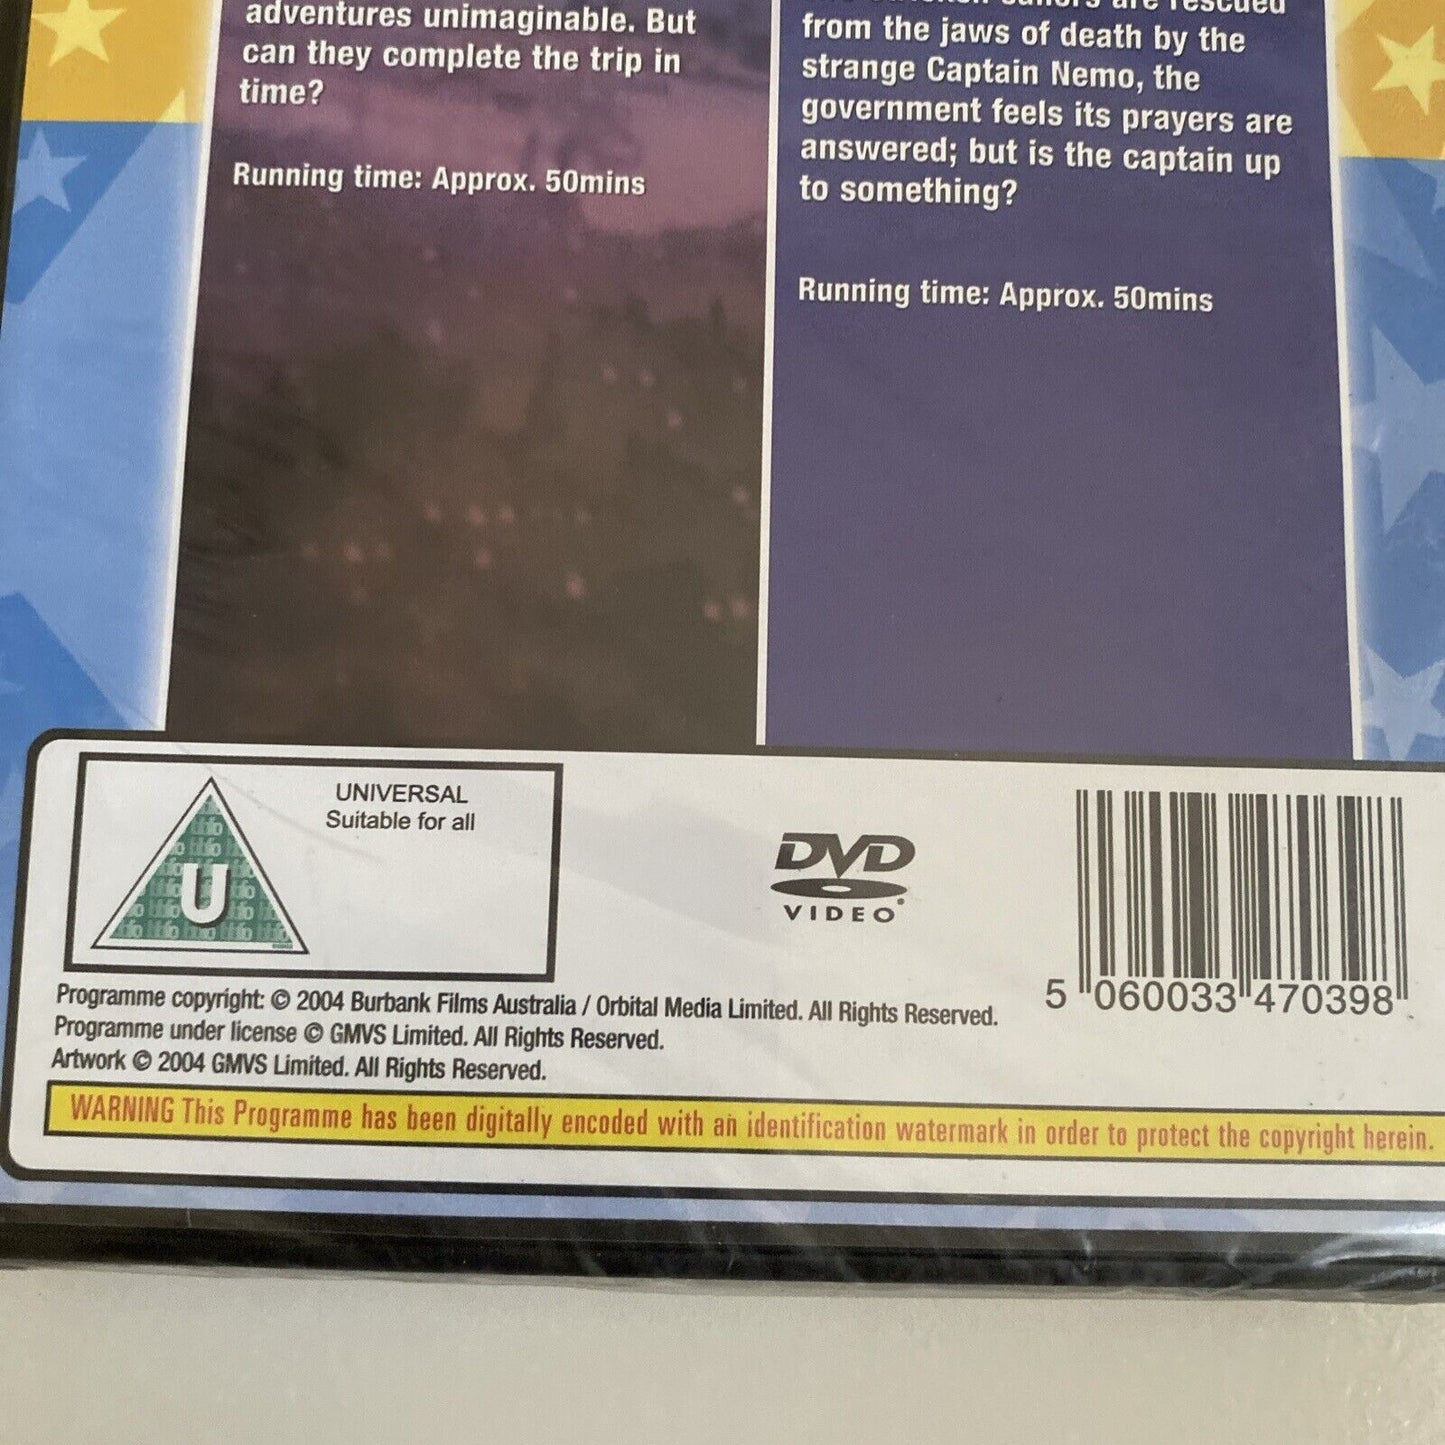 adventures unimaginable. But
can they complete the trip in
time?
Running time: Approx. 50mins
sailors are rescued
from the jaws of death by the
strange Captain Nemo, the
government feels its prayers are
answered; but is the captain up
to something?
Running time: Approx. 50mins
UNIVERSAL
Suitable for all
U
DVD
VIDEO
5 060033 470398
Programme copyright: © 2004 Burbank Films Australia / Orbital Media Limited. All Rights Reserved.
Programme under license © GMVS Limited. All Rights Reserved.
Artwork © 2004 GMVS Limited. All Rights Reserved.
WARNING This Programme has been digitally encoded with an identification watermark in order to protect the copyright herein.